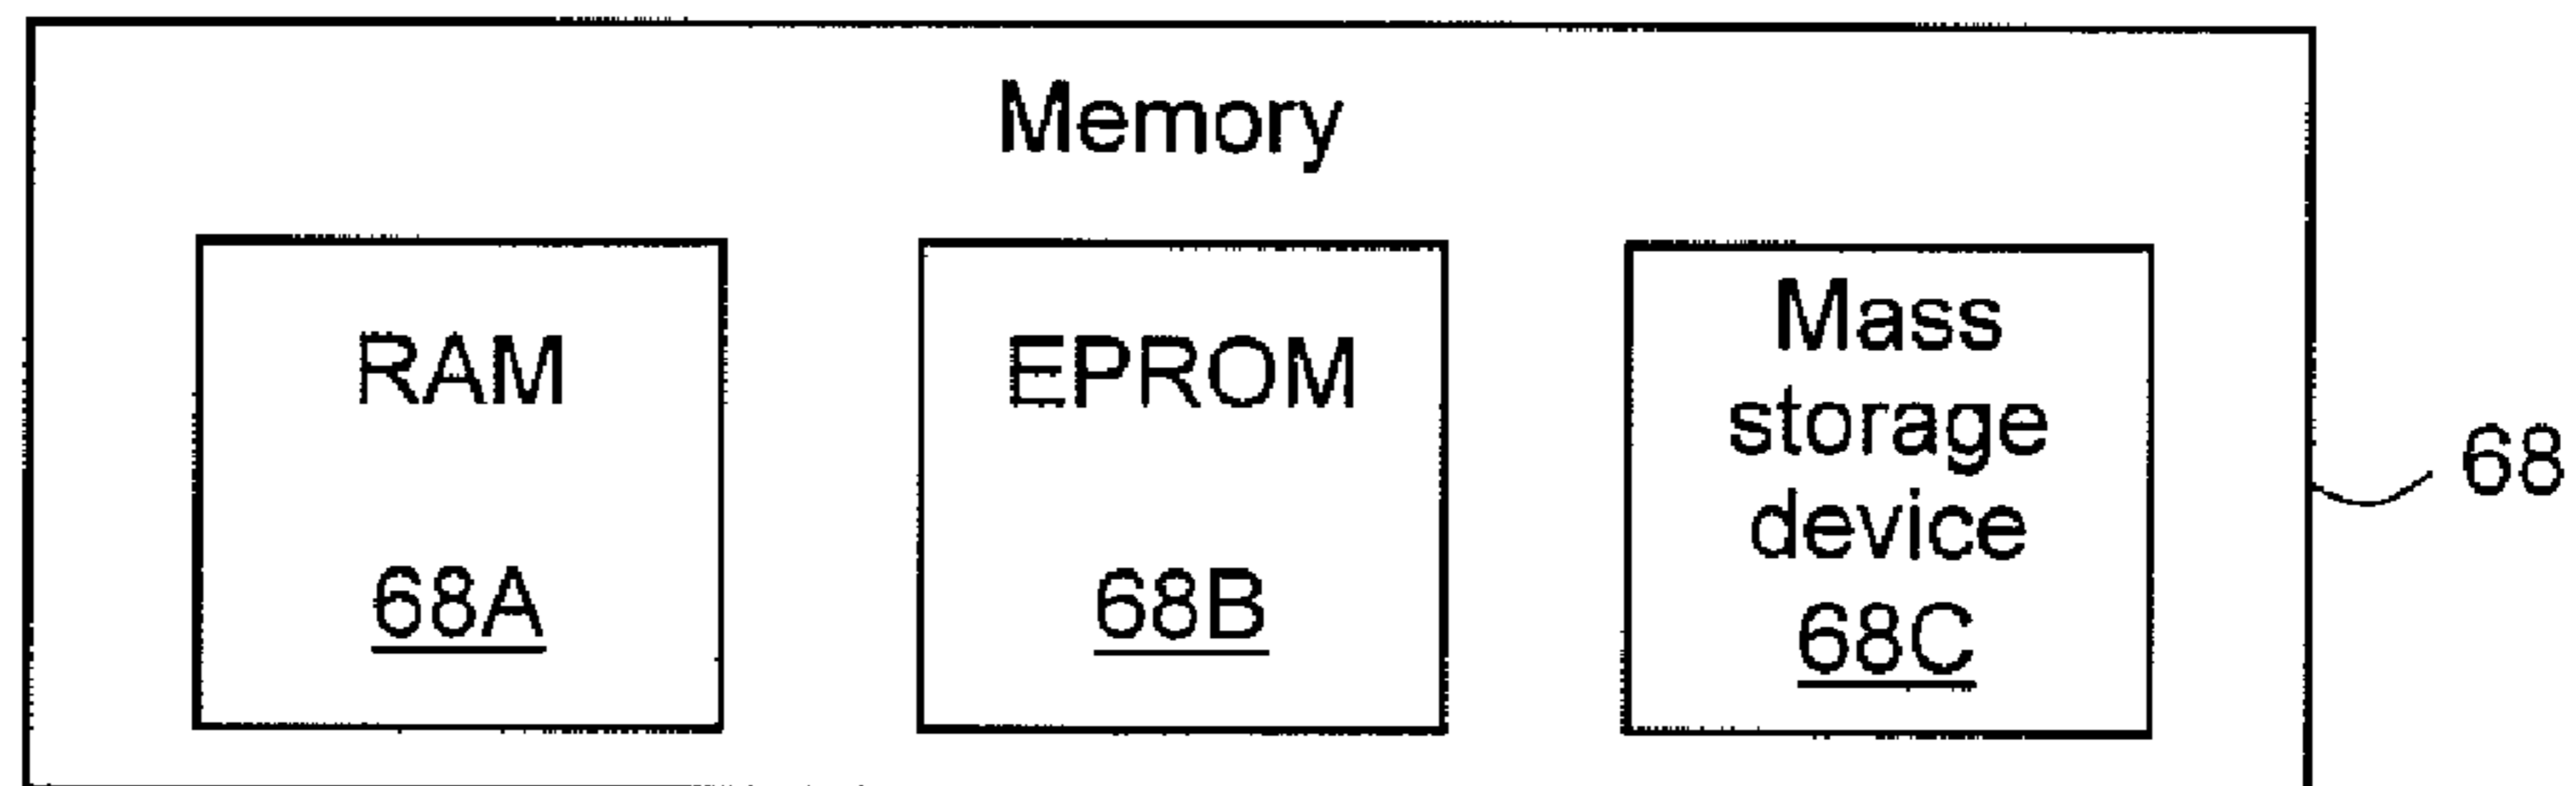 Memory
RAM
68A
EPROM
68B
Mass
storage
device
68C
68